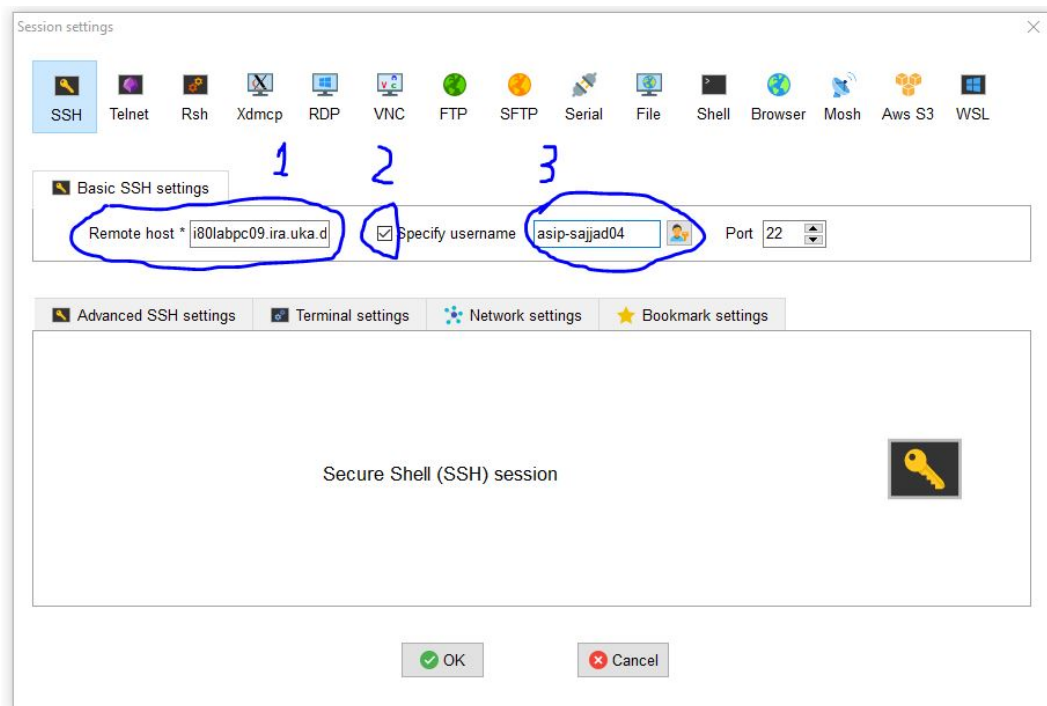 Session settings
SSH Telnet Rsh Xdmcp RDP VNC FTP SFTP Serial File Shell Browser Mosh Aws S3 WSL
1 2 3
Basic SSH settings
Remote host * i80labpc09.ira.uka.d Specify username asip-sajjad04 Port 22
Advanced SSH settings Terminal settings Network settings Bookmark settings
Secure Shell (SSH) session
OK Cancel